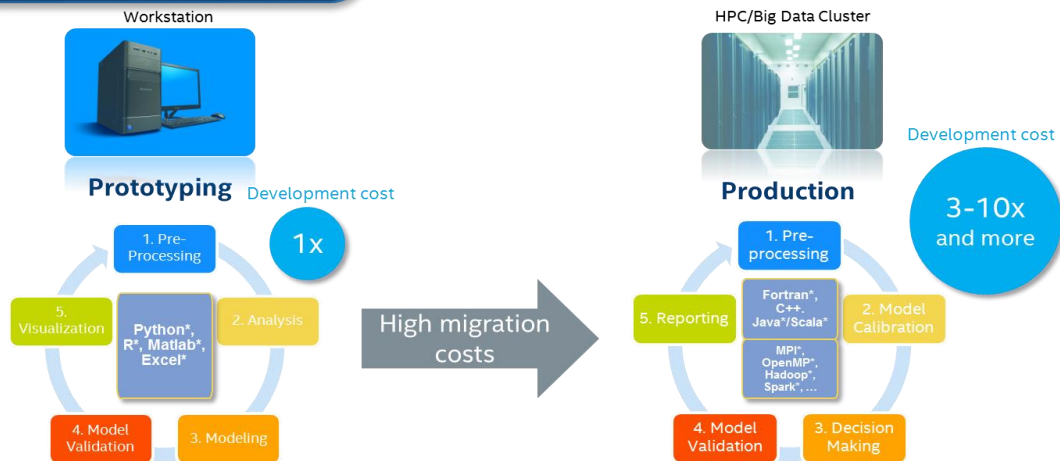 Workstation
Prototyping
Development cost
1x
1. Pre-
Processing
2. Analysis
3. Modeling
4. Model
Validation
5.
Visualization
Python*,
R*, Matlab*,
Excel*
High migration
costs
HPC/Big Data Cluster
Production
Development cost
3-10x
and more
1. Pre-
processing
2. Model
Calibration
3. Decision
Making
4. Model
Validation
5. Reporting
Fortran*,
C++.
Java*/Scala*
MPI*,
OpenMP*,
Hadoop*,
Spark*, ...